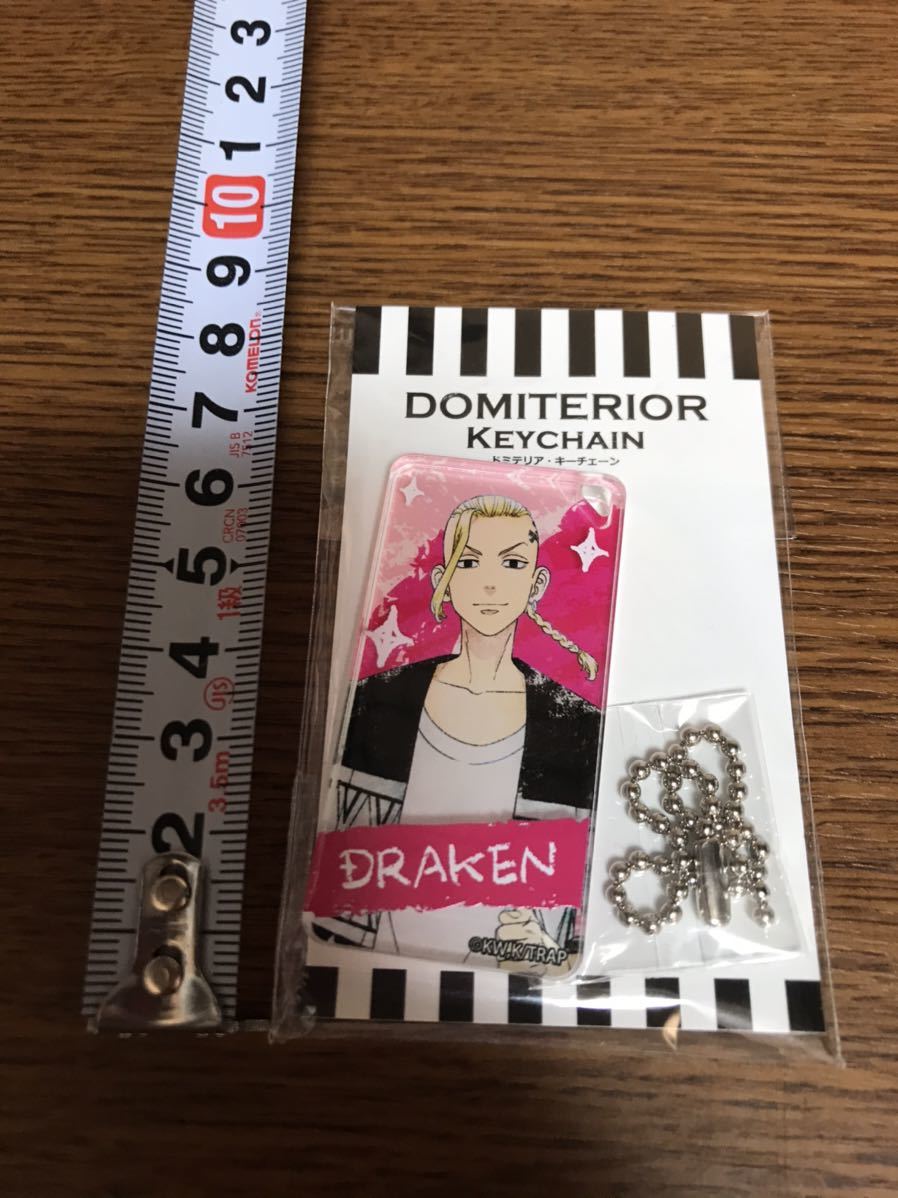 3
2
1
10
9
8
7
6
5
4
3
2
KOMELON®
JIS B
7512
CRCN
07003
1級
JIS
3.5m
DOMITERIOR
KEYCHAIN
ドミテリア・キーチェーン
DRAKEN
©KW,K/TRAP